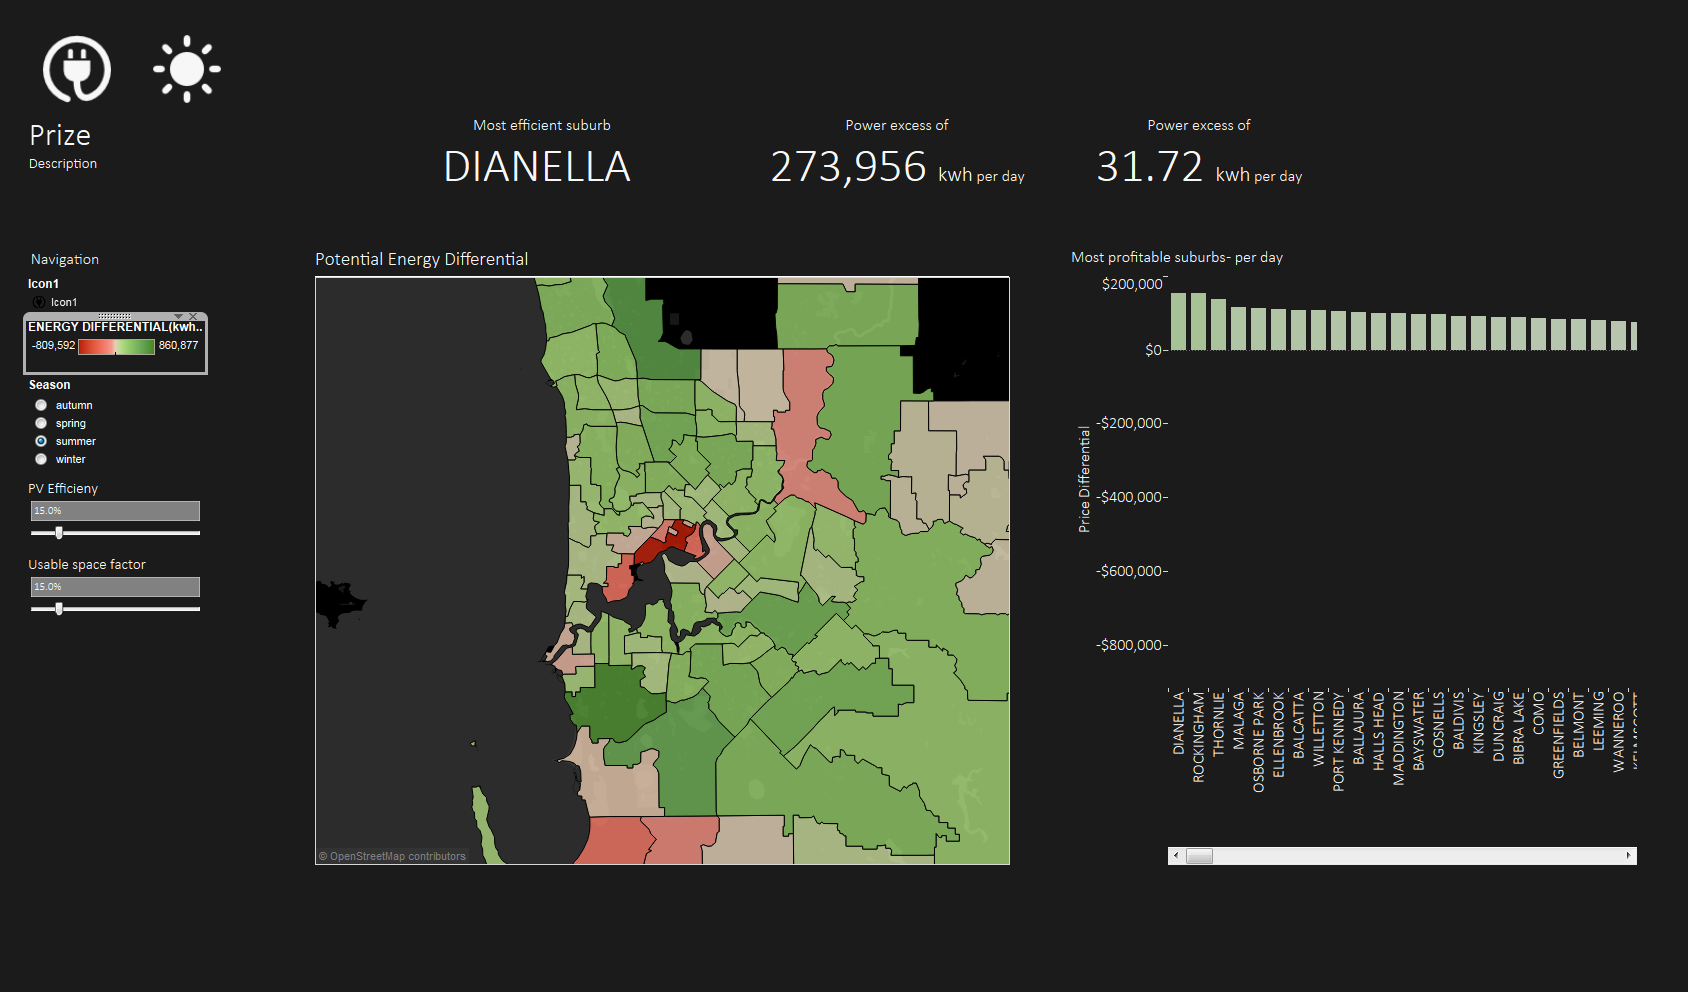 Prize
Description
Most efficient suburb
DIANELLA
Power excess of
273,956 kwh per day
Power excess of
31.72 kwh per day
Navigation
Icon1
Icon1
ENERGY DIFFERENTIAL(kwh..
-809,592
860,877
Season
autumn
spring
summer
winter
PV Efficieny
15.0%
Usable space factor
15.0%
Potential Energy Differential
© OpenStreetMap contributors
Most profitable suburbs- per day
Price Differential
$200,000
$0
-$200,000
-$400,000
-$600,000
-$800,000
DIANELLA
ROCKINGHAM
THORNLIE
MALAGA
OSBORNE PARK
ELLENBROOK
BALCATTA
WILLETTON
PORT KENNEDY
BALLAJURA
HALLS HEAD
MADDINGTON
BAYSWATER
GOSNELLS
BALDIVIS
KINGSLEY
DUNCRAIG
BIBRA LAKE
COMO
GREENFIELDS
BELMONT
LEEMING
WANNEROO